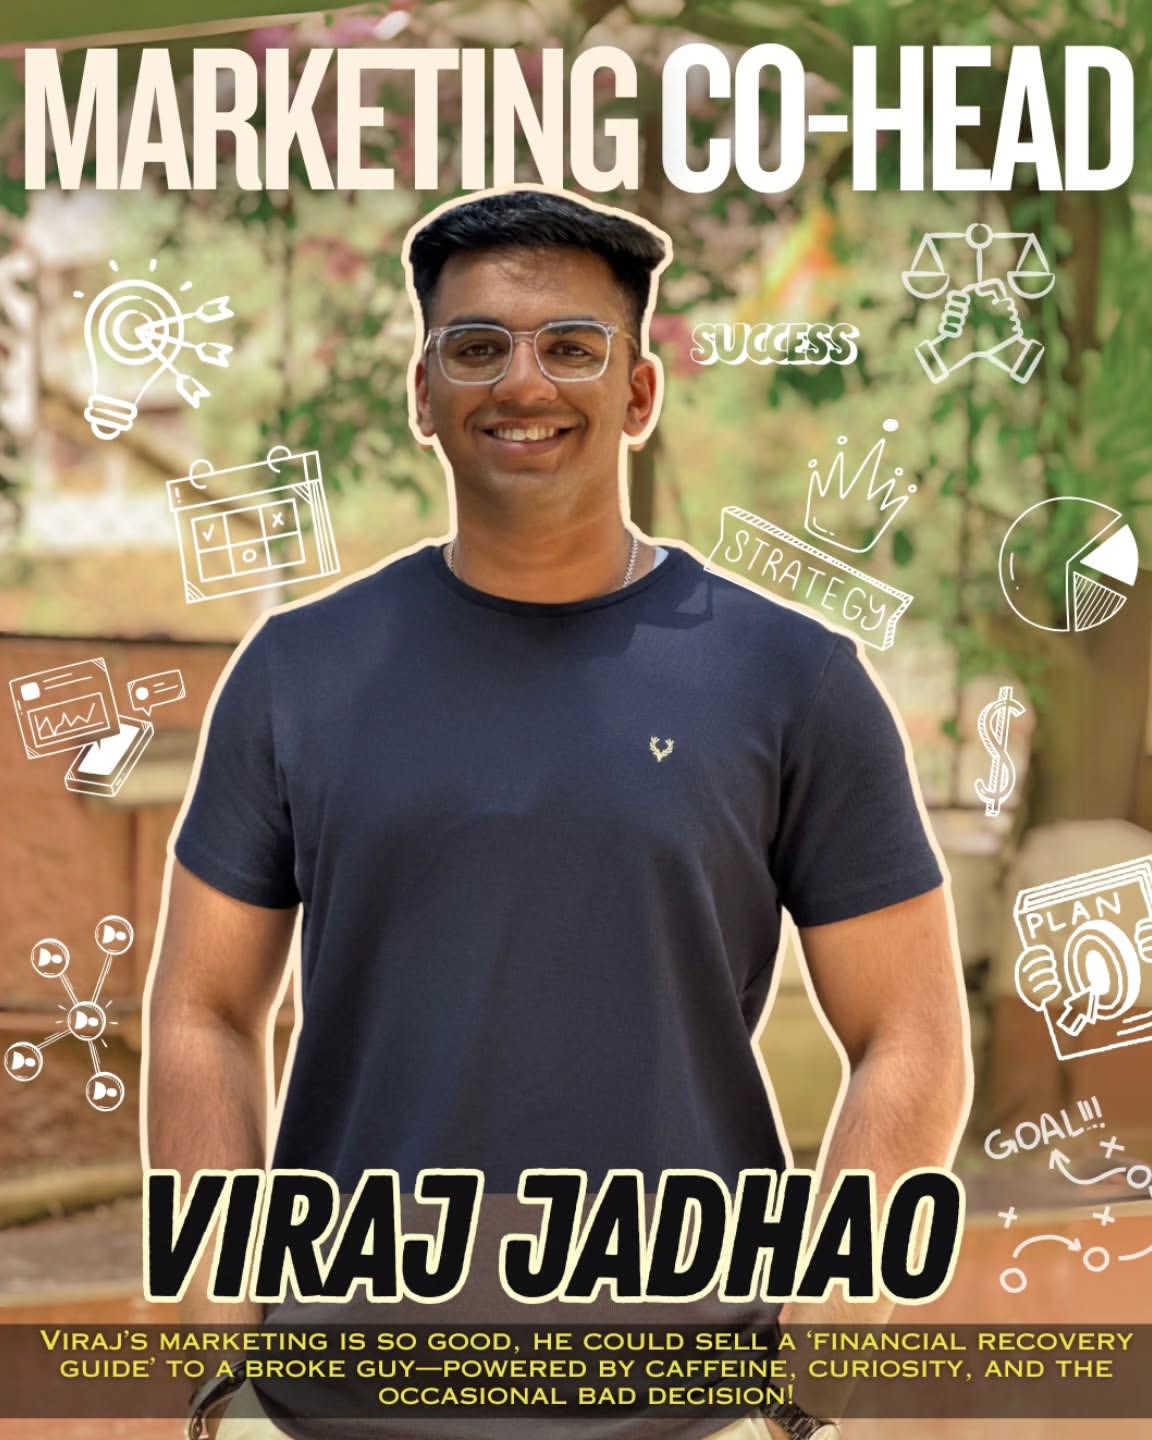 MARKETING CO-HEAD
SUCCESS
STRATEGY
PLAN
GOAL!!!
VIRAJ JADHAO
VIRAJ'S MARKETING IS SO GOOD, HE COULD SELL A 'FINANCIAL RECOVERY
GUIDE' TO A BROKE GUY—POWERED BY CAFFEINE, CURIOSITY, AND THE
OCCASIONAL BAD DECISION!